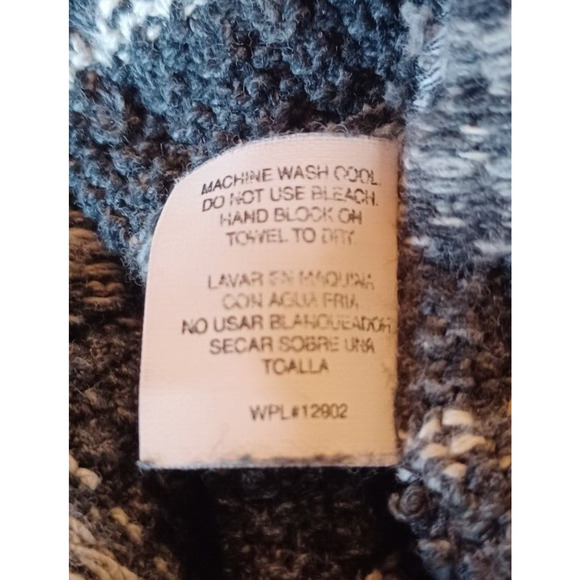 MACHINE WASH COOL.
DO NOT USE BLEACH.
HAND BLOCK ON
TOWEL TO DRY.
LAVAR EN MAQUINA
CON AGUA FRIA
NO USAR BLANQUEADOR
SECAR SOBRE UNA
TOALLA
WPL#12902